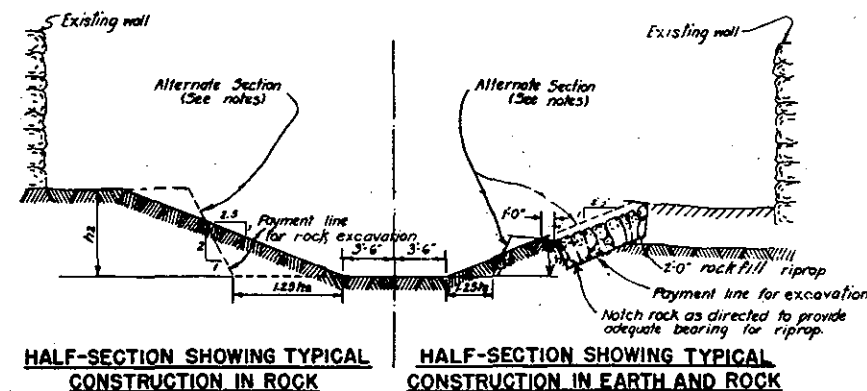 Existing wall
Existing wall
Alternate Section
(See notes)
Alternate Section
(See notes)
1'-0"
2.5
1
Payment line
for rock excavation
2
1
h2
3'-6"
3'-6"
1.25h2
2'-0" rock fill riprap
Payment line for excavation
Notch rock as directed to provide
adequate bearing for riprap.
HALF-SECTION SHOWING TYPICAL
CONSTRUCTION IN ROCK
HALF-SECTION SHOWING TYPICAL
CONSTRUCTION IN EARTH AND ROCK